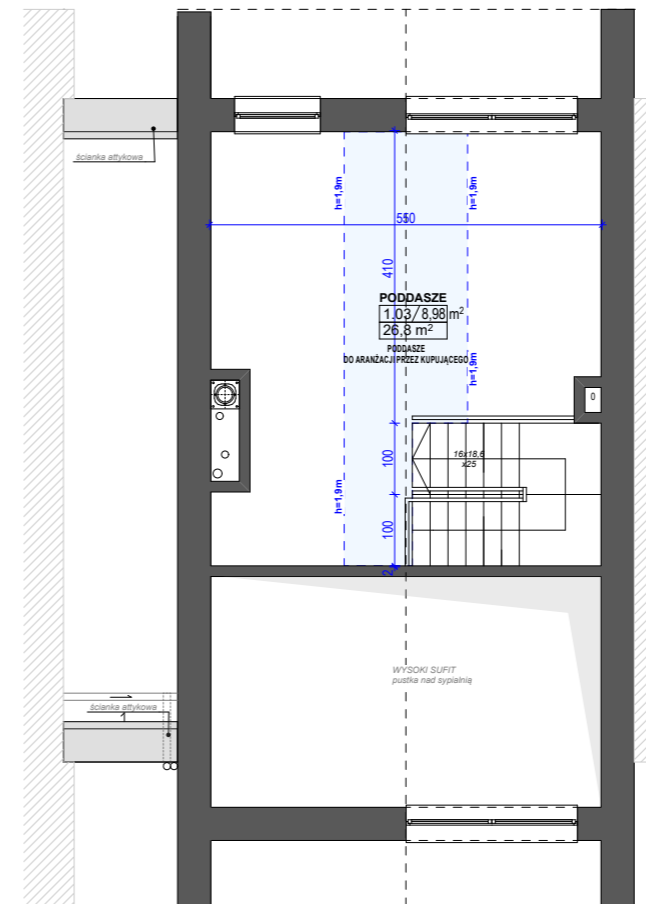 ścianka attykowa
h=1,9m
h=1,9m
550
410
PODDASZE
1.03/8,98 m²
26,8 m²
PODDASZE
DO ARANŻACJI PRZEZ KUPUJĄCEGO
h=1,9m
0
100
16x18,6
x25
h=1,9m
100
2
WYSOKI SUFIT
pustka nad sypialnią
ścianka attykowa
1